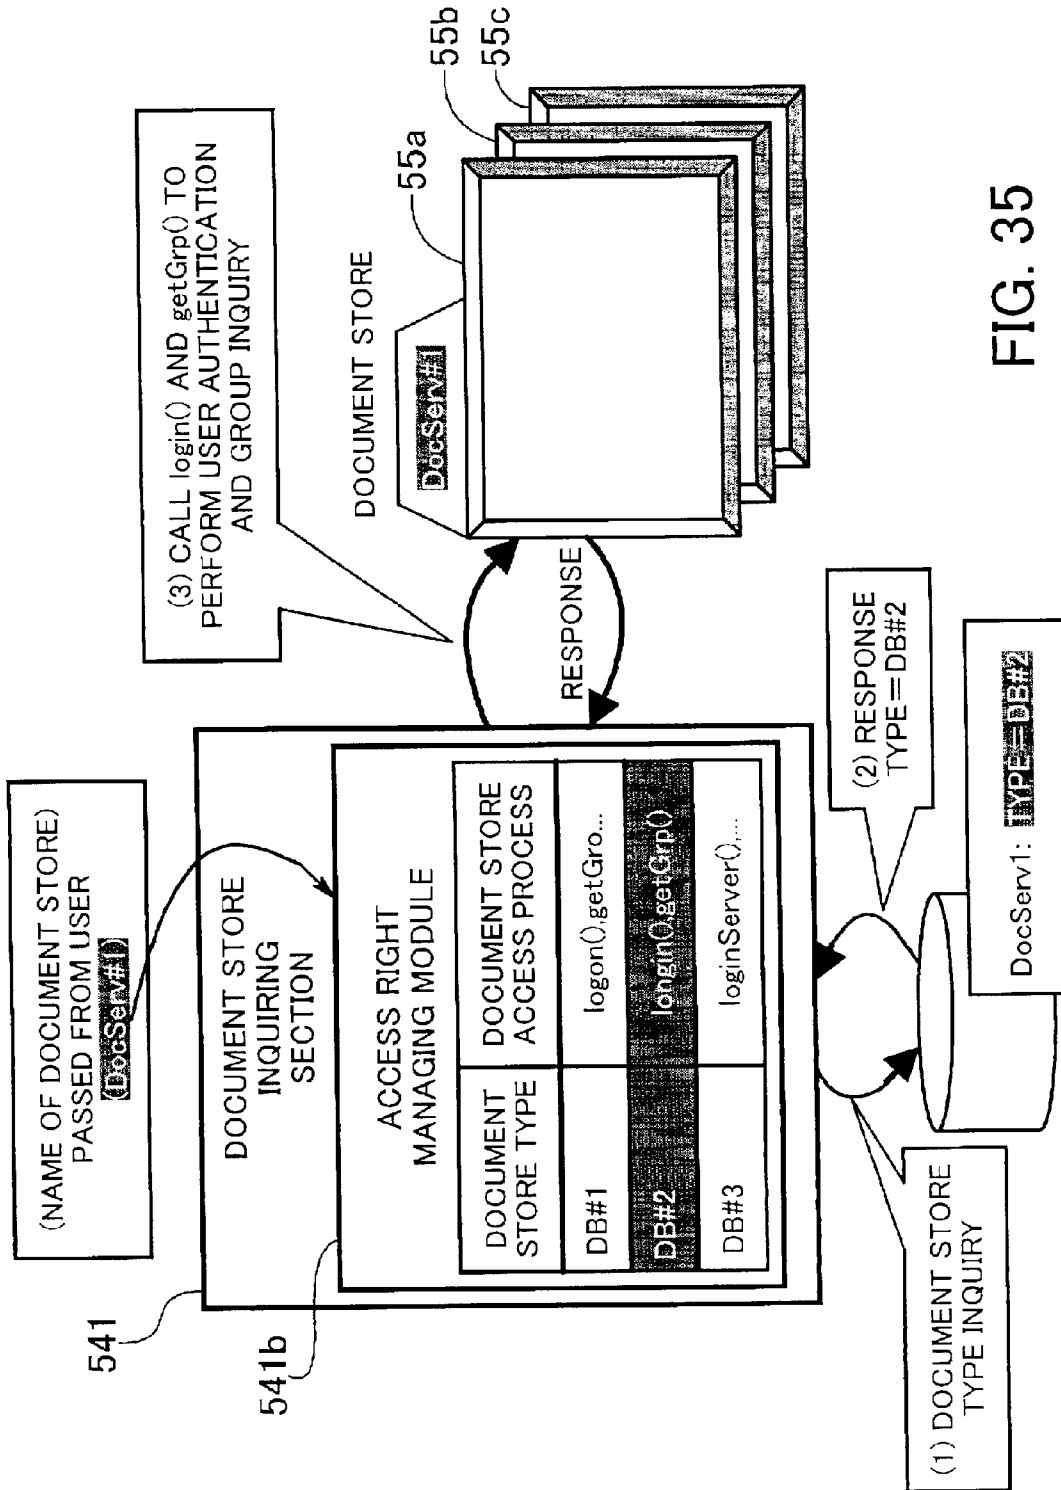 (NAME OF DOCUMENT STORE)
PASSED FROM USER
(DocServ#1)
541
DOCUMENT STORE
INQUIRING
SECTION
541b
ACCESS RIGHT
MANAGING MODULE
DOCUMENT
STORE TYPE
DOCUMENT STORE
ACCESS PROCESS
DB#1
logon(),getGro...
DB#2
longin(),getGrp()
DB#3
loginServer(),...
(3) CALL login() AND getGrp() TO
PERFORM USER AUTHENTICATION
AND GROUP INQUIRY
RESPONSE
DOCUMENT STORE
DocServ#1
55a
55b
55c
(1) DOCUMENT STORE
TYPE INQUIRY
(2) RESPONSE
TYPE=DB#2
DocServ1: TYPE=DB#2
FIG. 35